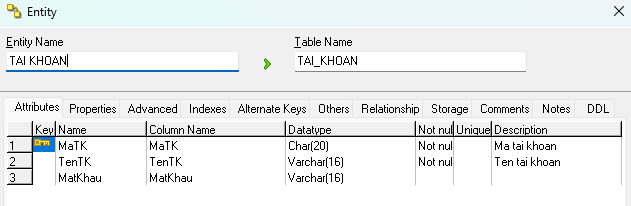 Entity
Entity Name
Table Name
TAI KHOAN
TAI_KHOAN
Attributes Properties Advanced Indexes Alternate Keys Others Relationship Storage Comments Notes DDL
Key Name Column Name Datatype Not nul Unique Description
1 MaTK MaTK Char(20) Not nul Ma tai khoan
2 TenTK TenTK Varchar(16) Not nul Ten tai khoan
3 MatKhau MatKhau Varchar(16)